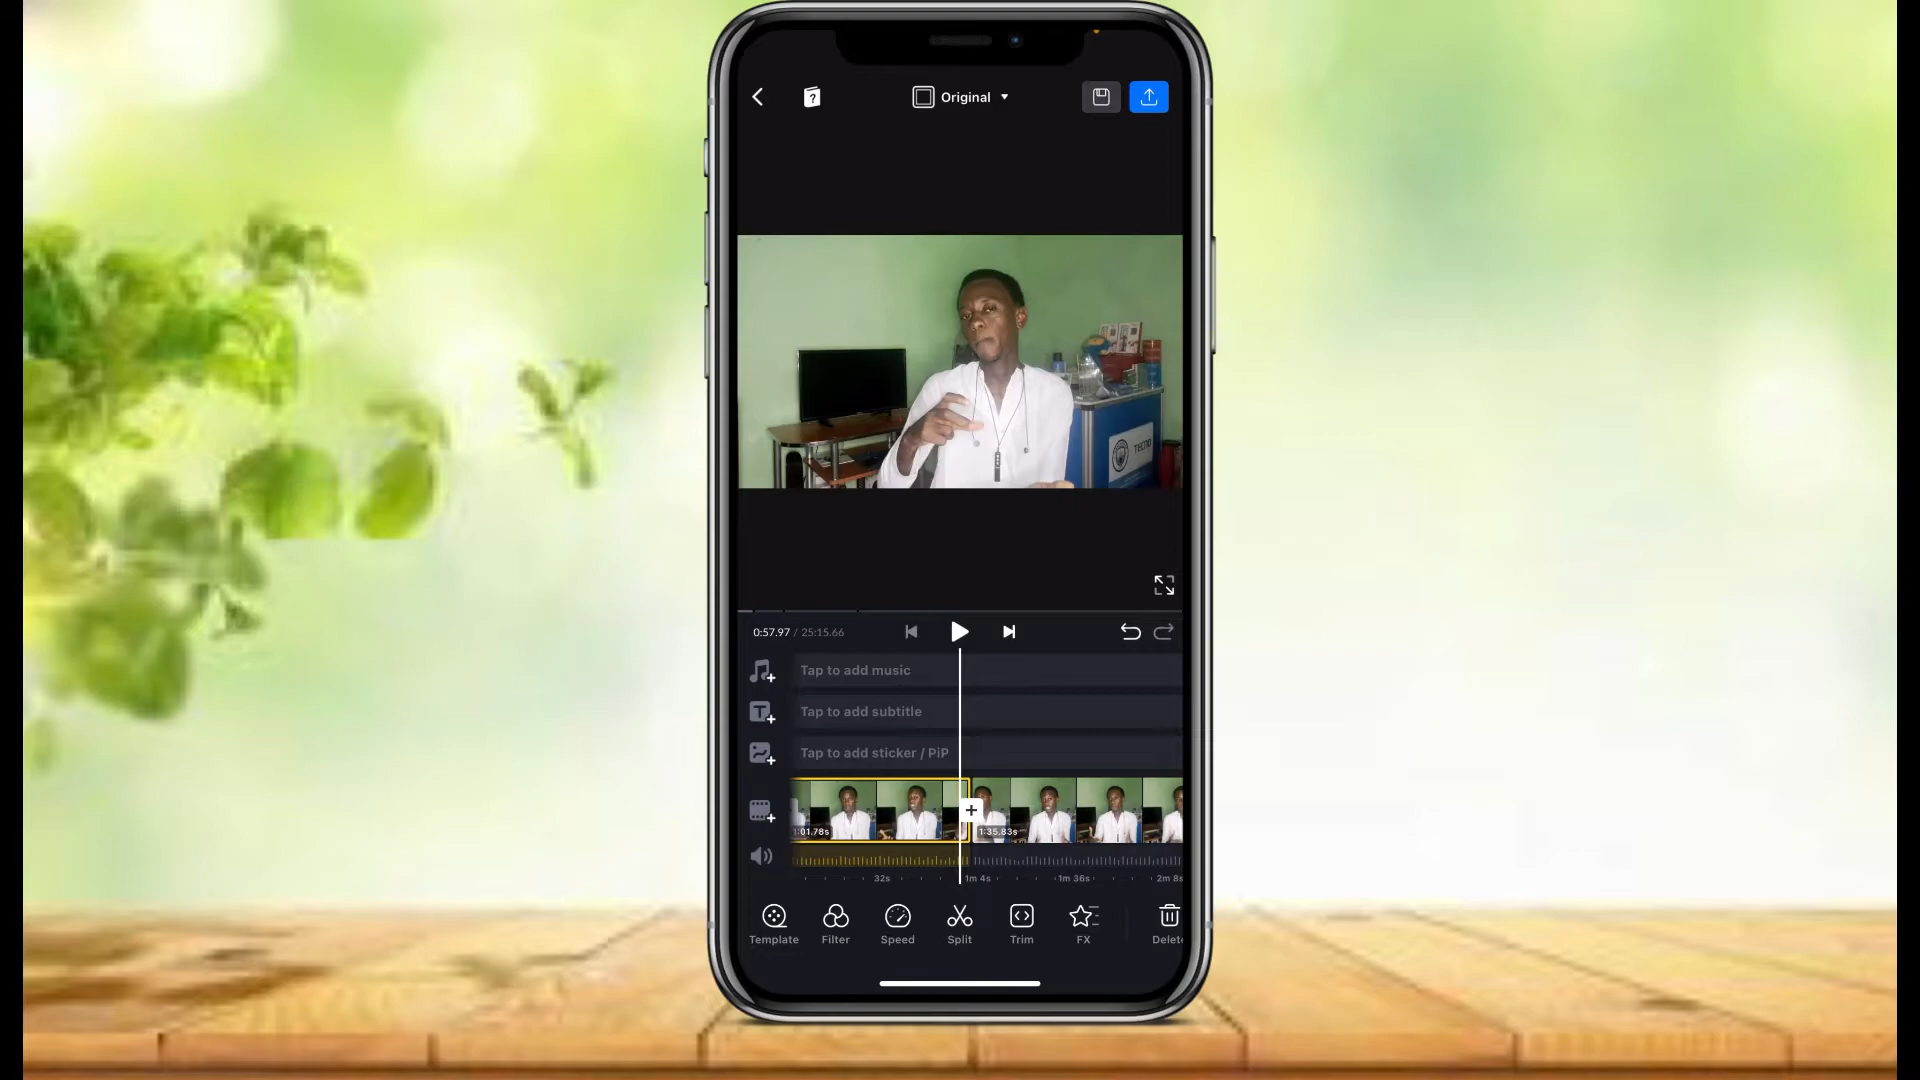 Original
TECNO
0:57.97 / 25:15.66
Tap to add music
Tap to add subtitle
Tap to add sticker / PiP
1:01.78s
1:35.83s
32s 1m 4s 1m 36s 2m 8s
Template Filter Speed Split Trim FX Delete